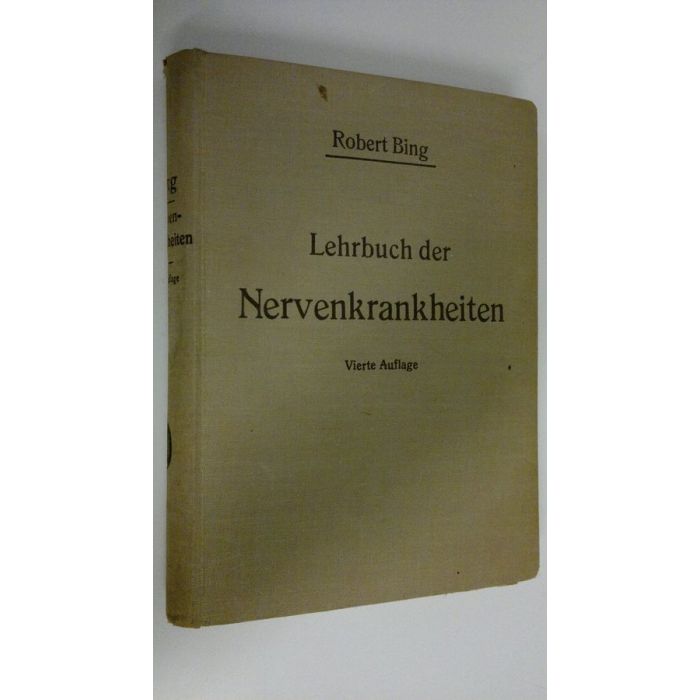 Robert Bing
Lehrbuch der
Nervenkrankheiten
Vierte Auflage